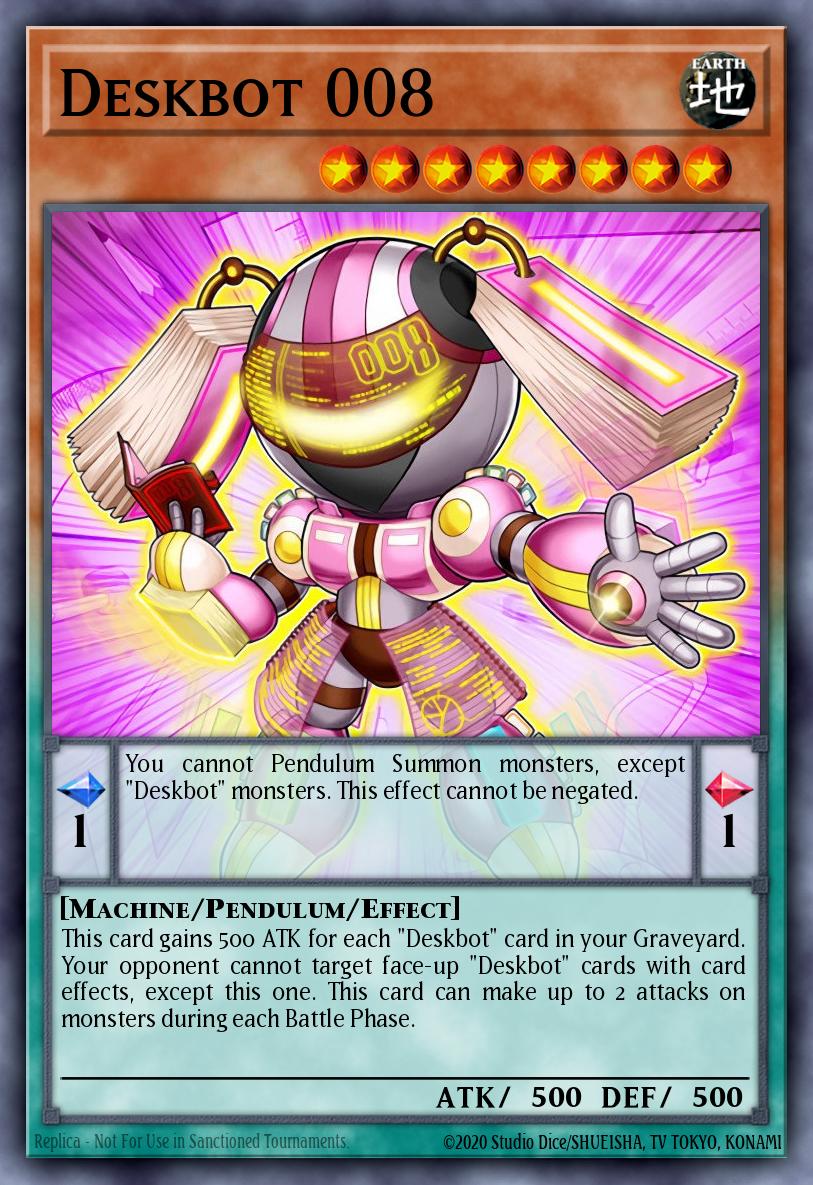 Deskbot 008
EARTH
地
008
008
You cannot Pendulum Summon monsters, except
"Deskbot" monsters. This effect cannot be negated.
1
1
[Machine/Pendulum/Effect]
This card gains 500 ATK for each "Deskbot" card in your Graveyard.
Your opponent cannot target face-up "Deskbot" cards with card
effects, except this one. This card can make up to 2 attacks on
monsters during each Battle Phase.
ATK/ 500 DEF/ 500
Replica - Not For Use in Sanctioned Tournaments.
©2020 Studio Dice/SHUEISHA, TV TOKYO, KONAMI